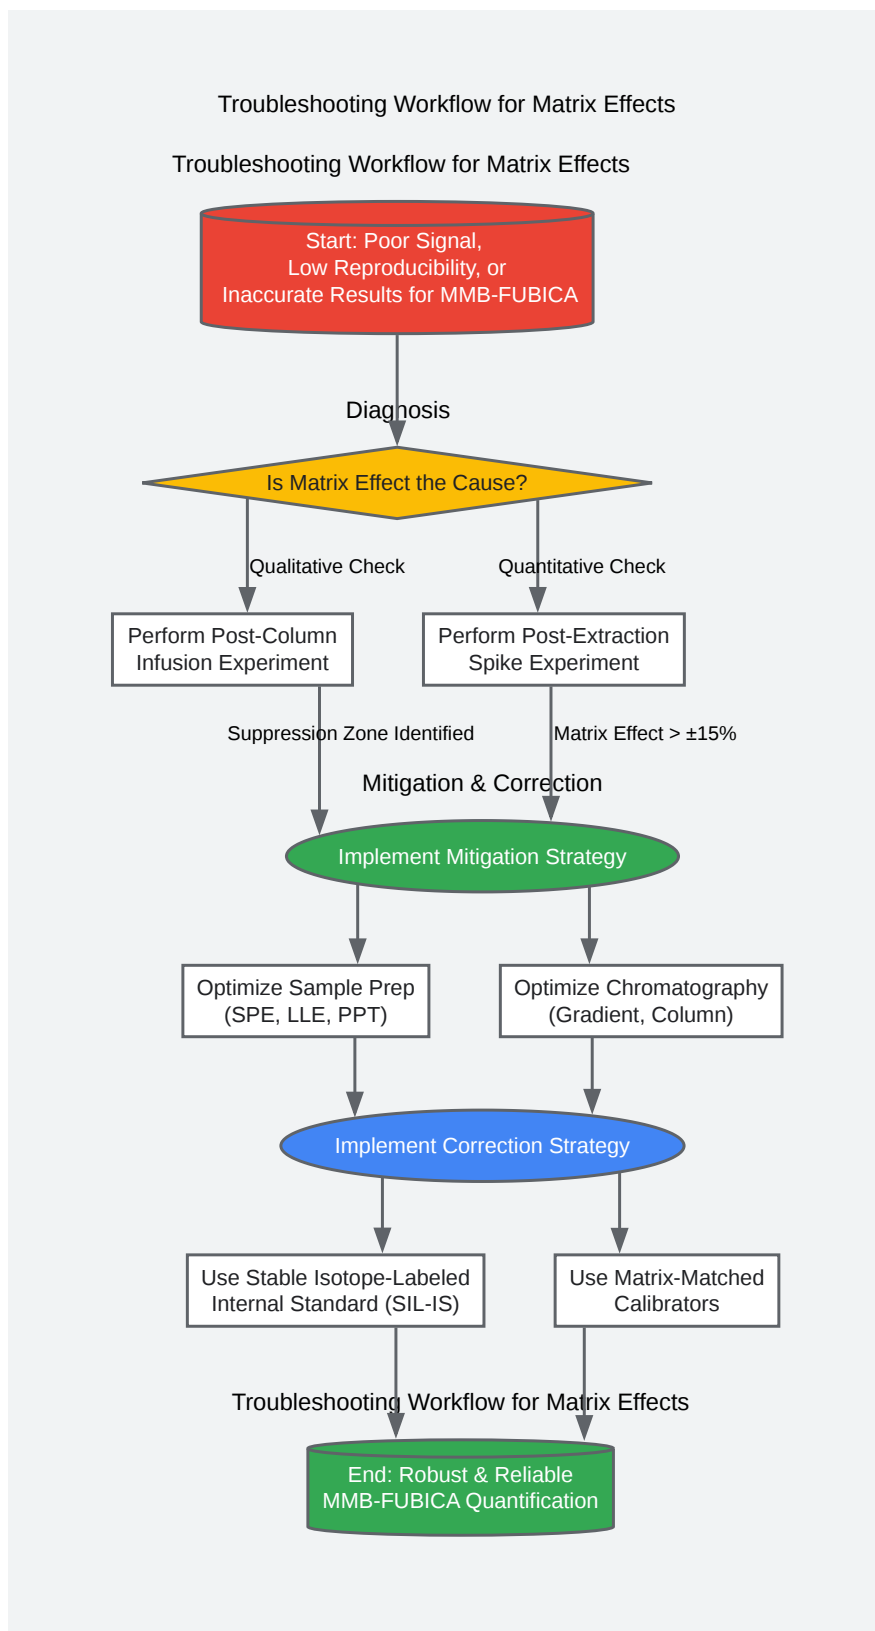 Troubleshooting Workflow for Matrix Effects
Troubleshooting Workflow for Matrix Effects
Start: Poor Signal,
Low Reproducibility, or
Inaccurate Results for MMB-FUBICA
Diagnosis
Is Matrix Effect the Cause?
Qualitative Check
Quantitative Check
Perform Post-Column
Infusion Experiment
Perform Post-Extraction
Spike Experiment
Suppression Zone Identified
Matrix Effect > ±15%
Mitigation & Correction
Implement Mitigation Strategy
Optimize Sample Prep
(SPE, LLE, PPT)
Optimize Chromatography
(Gradient, Column)
Implement Correction Strategy
Use Stable Isotope-Labeled
Internal Standard (SIL-IS)
Use Matrix-Matched
Calibrators
Troubleshooting Workflow for Matrix Effects
End: Robust & Reliable
MMB-FUBICA Quantification